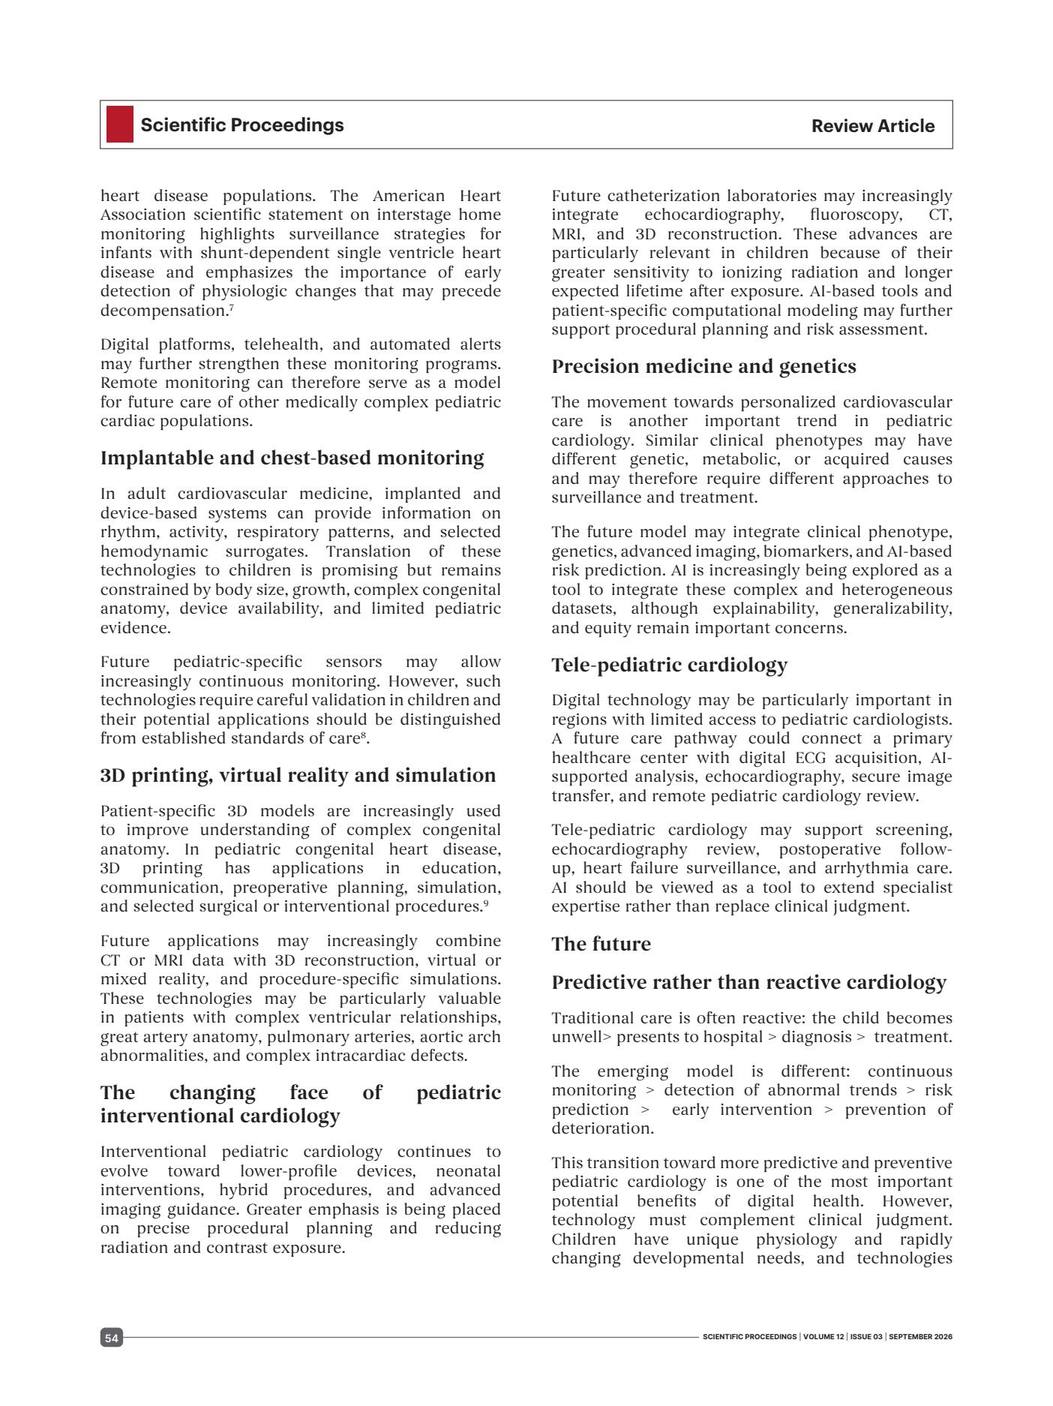 Scientific Proceedings
Review Article
heart disease populations. The American Heart
Association scientific statement on interstage home
monitoring highlights surveillance strategies for
infants with shunt-dependent single ventricle heart
disease and emphasizes the importance of early
detection of physiologic changes that may precede
decompensation.⁷
Digital platforms, telehealth, and automated alerts
may further strengthen these monitoring programs.
Remote monitoring can therefore serve as a model
for future care of other medically complex pediatric
cardiac populations.
Implantable and chest-based monitoring
In adult cardiovascular medicine, implanted and
device-based systems can provide information on
rhythm, activity, respiratory patterns, and selected
hemodynamic surrogates. Translation of these
technologies to children is promising but remains
constrained by body size, growth, complex congenital
anatomy, device availability, and limited pediatric
evidence.
Future pediatric-specific sensors may allow
increasingly continuous monitoring. However, such
technologies require careful validation in children and
their potential applications should be distinguished
from established standards of care⁸.
3D printing, virtual reality and simulation
Patient-specific 3D models are increasingly used
to improve understanding of complex congenital
anatomy. In pediatric congenital heart disease,
3D printing has applications in education,
communication, preoperative planning, simulation,
and selected surgical or interventional procedures.⁹
Future applications may increasingly combine
CT or MRI data with 3D reconstruction, virtual or
mixed reality, and procedure-specific simulations.
These technologies may be particularly valuable
in patients with complex ventricular relationships,
great artery anatomy, pulmonary arteries, aortic arch
abnormalities, and complex intracardiac defects.
The changing face of pediatric
interventional cardiology
Interventional pediatric cardiology continues to
evolve toward lower-profile devices, neonatal
interventions, hybrid procedures, and advanced
imaging guidance. Greater emphasis is being placed
on precise procedural planning and reducing
radiation and contrast exposure.
Future catheterization laboratories may increasingly
integrate echocardiography, fluoroscopy, CT,
MRI, and 3D reconstruction. These advances are
particularly relevant in children because of their
greater sensitivity to ionizing radiation and longer
expected lifetime after exposure. AI-based tools and
patient-specific computational modeling may further
support procedural planning and risk assessment.
Precision medicine and genetics
The movement towards personalized cardiovascular
care is another important trend in pediatric
cardiology. Similar clinical phenotypes may have
different genetic, metabolic, or acquired causes
and may therefore require different approaches to
surveillance and treatment.
The future model may integrate clinical phenotype,
genetics, advanced imaging, biomarkers, and AI-based
risk prediction. AI is increasingly being explored as a
tool to integrate these complex and heterogeneous
datasets, although explainability, generalizability,
and equity remain important concerns.
Tele-pediatric cardiology
Digital technology may be particularly important in
regions with limited access to pediatric cardiologists.
A future care pathway could connect a primary
healthcare center with digital ECG acquisition, AI-
supported analysis, echocardiography, secure image
transfer, and remote pediatric cardiology review.
Tele-pediatric cardiology may support screening,
echocardiography review, postoperative follow-
up, heart failure surveillance, and arrhythmia care.
AI should be viewed as a tool to extend specialist
expertise rather than replace clinical judgment.
The future
Predictive rather than reactive cardiology
Traditional care is often reactive: the child becomes
unwell> presents to hospital > diagnosis > treatment.
The emerging model is different: continuous
monitoring > detection of abnormal trends > risk
prediction > early intervention > prevention of
deterioration.
This transition toward more predictive and preventive
pediatric cardiology is one of the most important
potential benefits of digital health. However,
technology must complement clinical judgment.
Children have unique physiology and rapidly
changing developmental needs, and technologies
54
SCIENTIFIC PROCEEDINGS | VOLUME 12 | ISSUE 03 | SEPTEMBER 2026